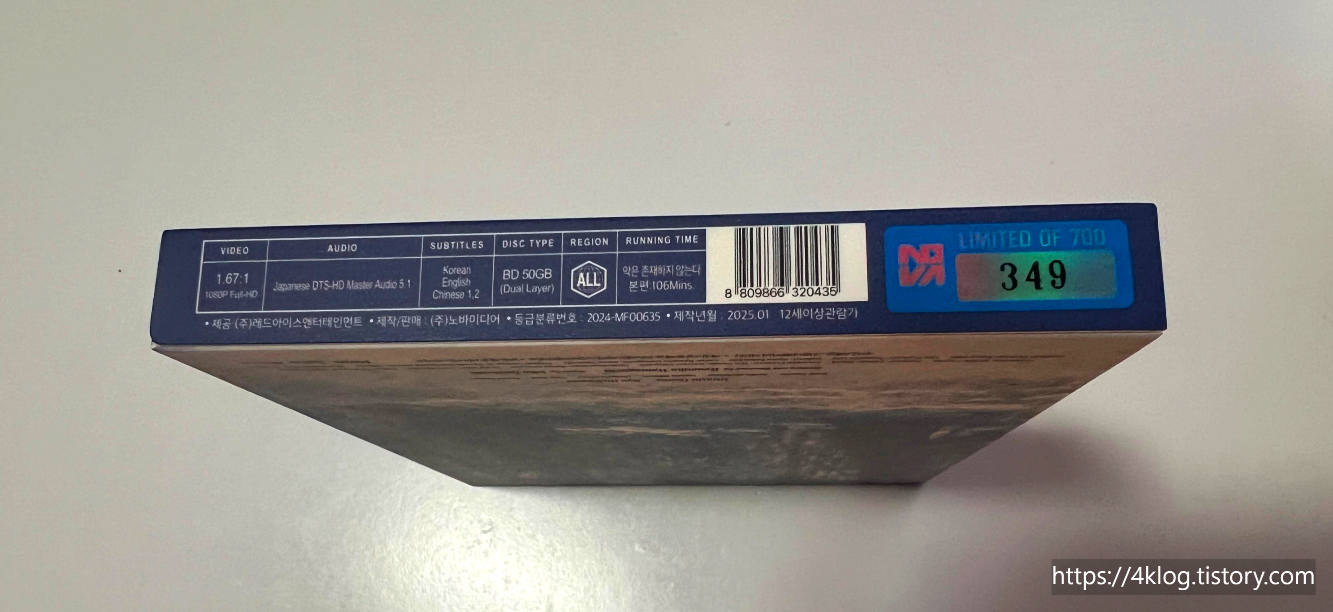 VIDEO
1.67:1
1080P Full-HD
AUDIO
Japanese DTS-HD Master Audio 5.1
SUBTITLES
Korean
English
Chinese 1,2
DISC TYPE
BD 50GB
(Dual Layer)
REGION
ALL
RUNNING TIME
악은 존재하지 않는다
본편 106Mins.
8 809866 320435
NOVA
LIMITED OF 700
349
• 제공 (주)레드아이스엔터테인먼트 • 제작/판매 : (주)노바미디어 • 등급분류번호 : 2024-MF00635 • 제작년월 : 2025.01 12세이상관람가
https://4klog.tistory.com